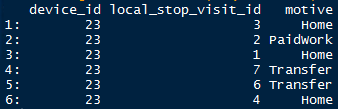 device_id local_stop_visit_id motive
1: 23 3 Home
2: 23 2 PaidWork
3: 23 1 Home
4: 23 7 Transfer
5: 23 6 Transfer
6: 23 4 Home